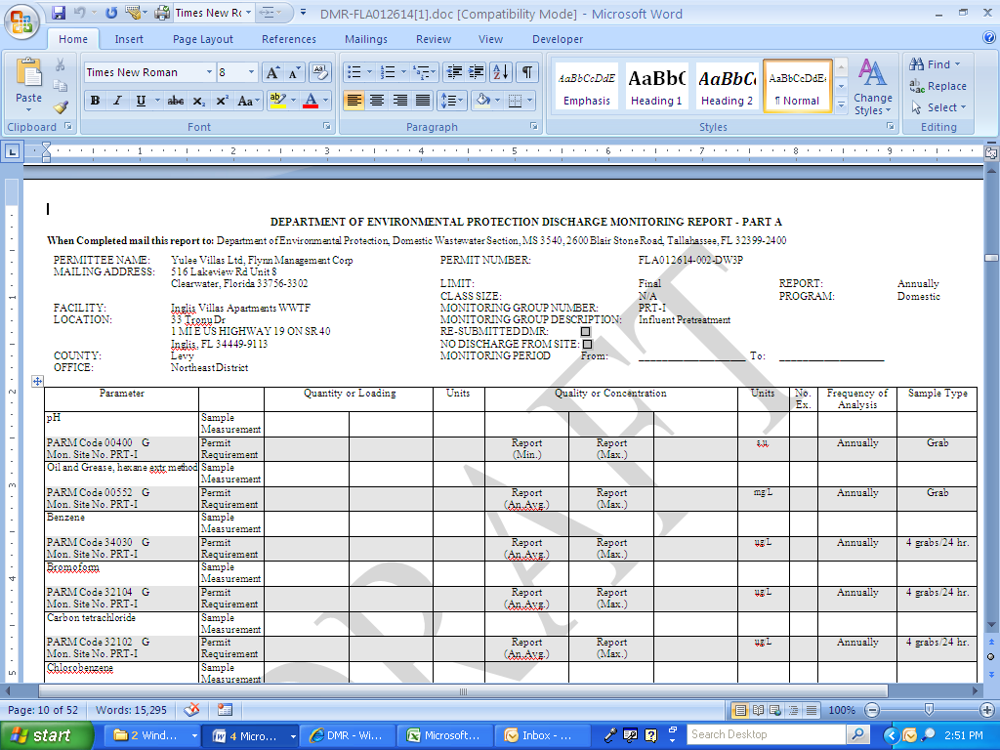 Times New Ro
DMR-FLA012614[1].doc [Compatibility Mode] - Microsoft Word
Home Insert Page Layout References Mailings Review View Developer
Paste
Clipboard
Times New Roman 8
Font
Paragraph
AaBbCcDdE AaBbC AaBbCc AaBbCcDdE
Emphasis Heading 1 Heading 2 ¶ Normal
Change Styles
Styles
Find
Replace
Select
Editing
1 2 3 4 5 6 7 8 9
DEPARTMENT OF ENVIRONMENTAL PROTECTION DISCHARGE MONITORING REPORT - PART A
When Completed mail this report to: Department of Environmental Protection, Domestic Wastewater Section, MS 3540, 2600 Blair Stone Road, Tallahassee, FL 32399-2400
PERMITTEE NAME: Yulee Villas Ltd, Flynn Management Corp PERMIT NUMBER: FLA012614-002-DW3P
MAILING ADDRESS: 516 Lakeview Rd Unit 8
Clearwater, Florida 33756-3302 LIMIT: Final REPORT: Annually
CLASS SIZE: N/A PROGRAM: Domestic
FACILITY: Inglis Villas Apartments WWTF MONITORING GROUP NUMBER: PRT-I
LOCATION: 33 Tronu Dr MONITORING GROUP DESCRIPTION: Influent Pretreatment
1 MI E US HIGHWAY 19 ON SR 40 RE-SUBMITTED DMR:
Inglis, FL 34449-9113 NO DISCHARGE FROM SITE:
COUNTY: Levy MONITORING PERIOD From: ____________________ To: ____________________
OFFICE: Northeast District
Parameter Quantity or Loading Units Quality or Concentration Units No. Ex. Frequency of Analysis Sample Type
pH Sample Measurement
PARM Code 00400 G Permit Report Report s.u. Annually Grab
Mon. Site No. PRT-I Requirement (Min.) (Max.)
Oil and Grease, hexane extr method Sample Measurement
PARM Code 00552 G Permit Report Report mg/L Annually Grab
Mon. Site No. PRT-I Requirement (An.Avg.) (Max.)
Benzene Sample Measurement
PARM Code 34030 G Permit Report Report ug/L Annually 4 grabs/24 hr.
Mon. Site No. PRT-I Requirement (An.Avg.) (Max.)
Bromoform Sample Measurement
PARM Code 32104 G Permit Report Report ug/L Annually 4 grabs/24 hr.
Mon. Site No. PRT-I Requirement (An.Avg.) (Max.)
Carbon tetrachloride Sample Measurement
PARM Code 32102 G Permit Report Report ug/L Annually 4 grabs/24 hr.
Mon. Site No. PRT-I Requirement (An.Avg.) (Max.)
Chlorobenzene Sample Measurement
DRAFT
Page: 10 of 52 Words: 15,295 100%
start 2 Wind... 4 Micro... DMR - Wi... Microsoft... Inbox - ... Search Desktop 2:51 PM